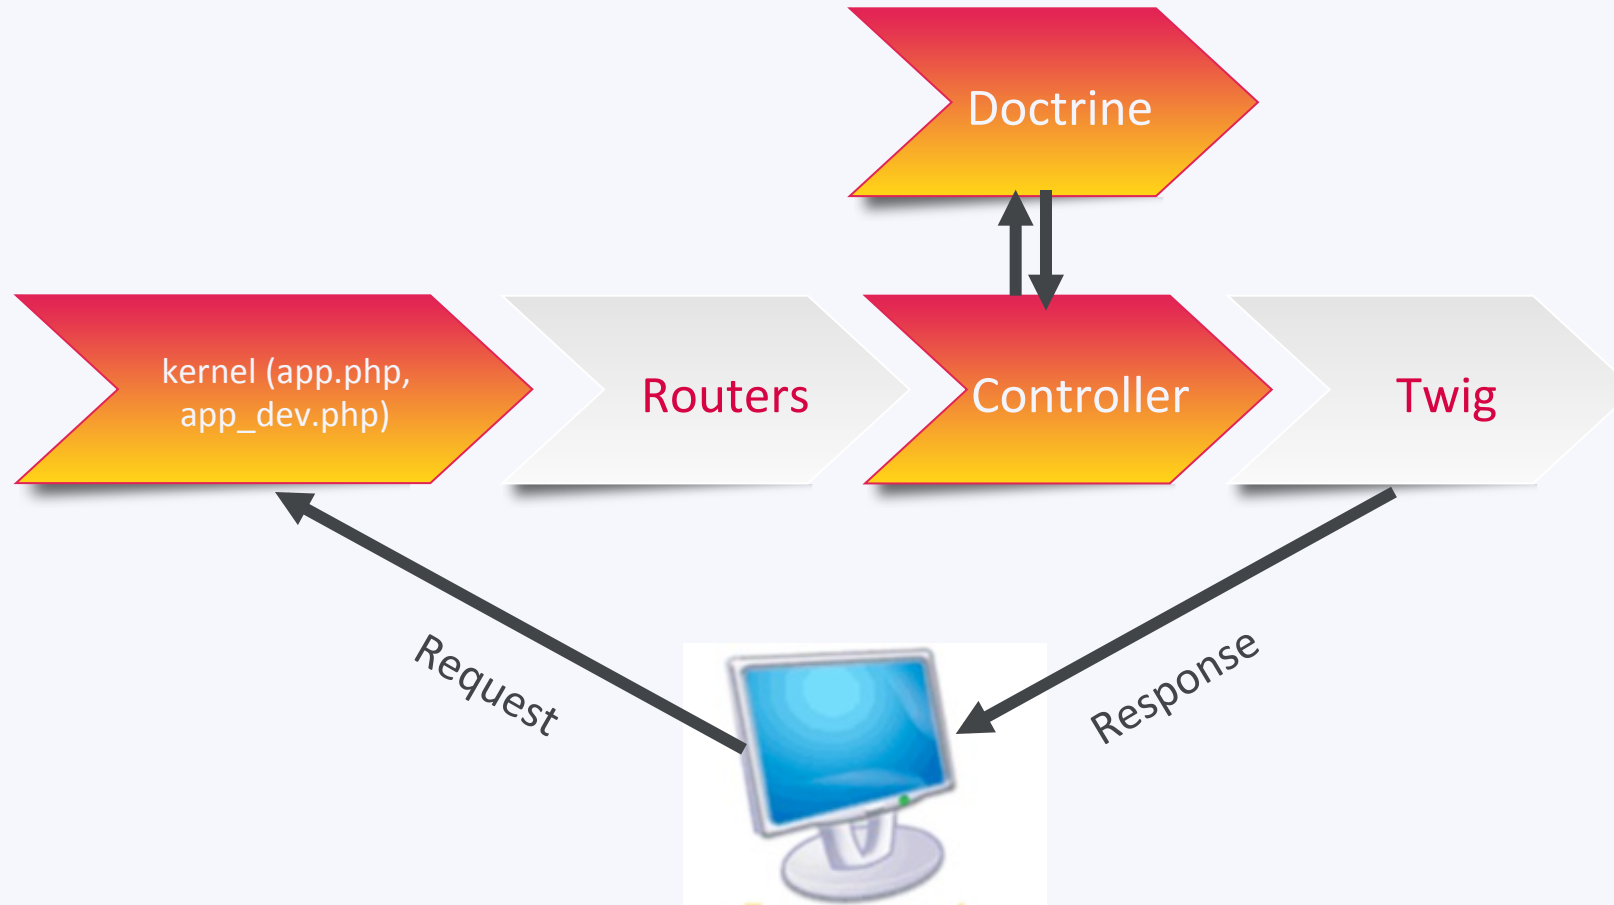 Doctrine
kernel (app.php,
app_dev.php)
Routers
Controller
Twig
Request
Response